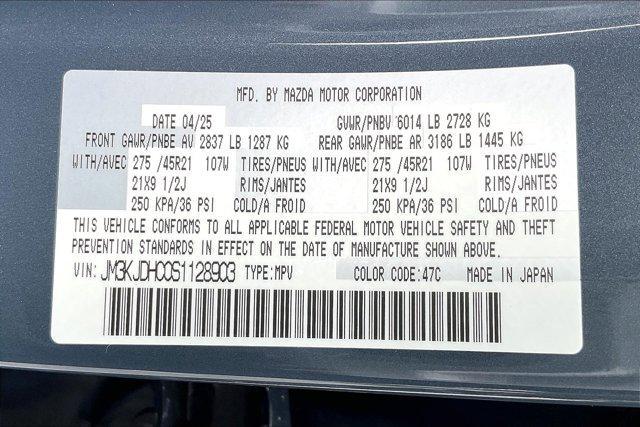 MFD. BY MAZDA MOTOR CORPORATION
DATE 04/25 GVWR/PNBV 6014 LB 2728 KG
FRONT GAWR/PNBE AV 2837 LB 1287 KG REAR GAWR/PNBE AR 3186 LB 1445 KG
WITH/AVEC 275 /45R21 107W TIRES/PNEUS WITH/AVEC 275 /45R21 107W TIRES/PNEUS
21X9 1/2J RIMS/JANTES 21X9 1/2J RIMS/JANTES
250 KPA/36 PSI COLD/A FROID 250 KPA/36 PSI COLD/A FROID
THIS VEHICLE CONFORMS TO ALL APPLICABLE FEDERAL MOTOR VEHICLE SAFETY AND THEFT
PREVENTION STANDARDS IN EFFECT ON THE DATE OF MANUFACTURE SHOWN ABOVE.
VIN: JM3KJDHC0S1128903 TYPE:MPV COLOR CODE:47C MADE IN JAPAN